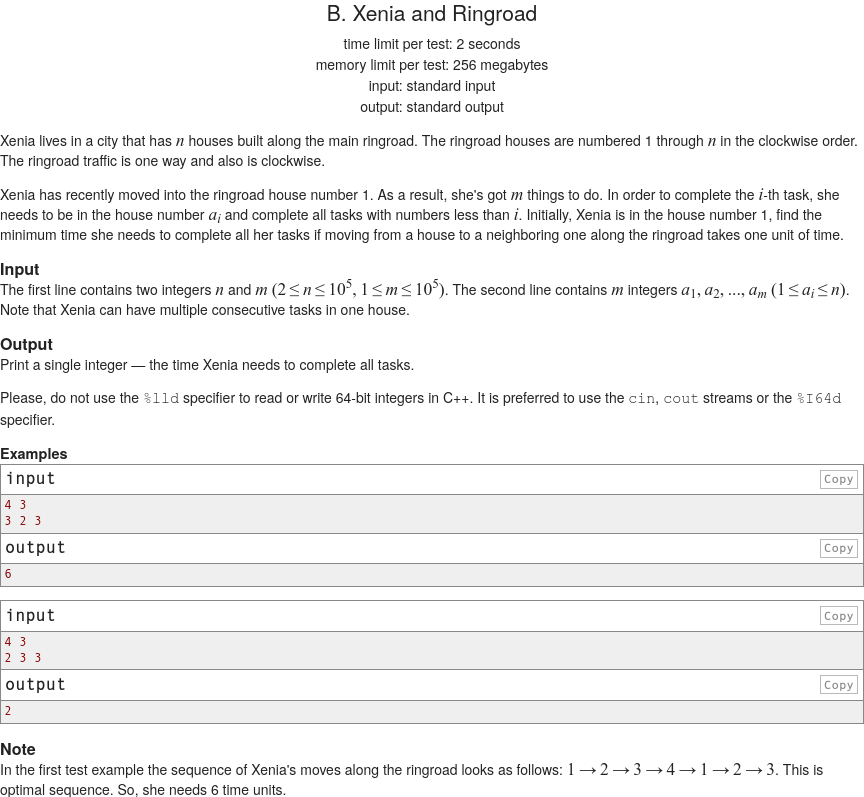 B. Xenia and Ringroad
time limit per test: 2 seconds
memory limit per test: 256 megabytes
input: standard input
output: standard output
Xenia lives in a city that has n houses built along the main ringroad. The ringroad houses are numbered 1 through n in the clockwise order.
The ringroad traffic is one way and also is clockwise.
Xenia has recently moved into the ringroad house number 1. As a result, she's got m things to do. In order to complete the i-th task, she
needs to be in the house number a_i and complete all tasks with numbers less than i. Initially, Xenia is in the house number 1, find the
minimum time she needs to complete all her tasks if moving from a house to a neighboring one along the ringroad takes one unit of time.
Input
The first line contains two integers n and m (2 ≤ n ≤ 10^5, 1 ≤ m ≤ 10^5). The second line contains m integers a_1, a_2, ..., a_m (1 ≤ a_i ≤ n).
Note that Xenia can have multiple consecutive tasks in one house.
Output
Print a single integer — the time Xenia needs to complete all tasks.
Please, do not use the %lld specifier to read or write 64-bit integers in C++. It is preferred to use the cin, cout streams or the %I64d
specifier.
Examples
input Copy
4 3
3 2 3
output Copy
6
input Copy
4 3
2 3 3
output Copy
2
Note
In the first test example the sequence of Xenia's moves along the ringroad looks as follows: 1 → 2 → 3 → 4 → 1 → 2 → 3. This is
optimal sequence. So, she needs 6 time units.